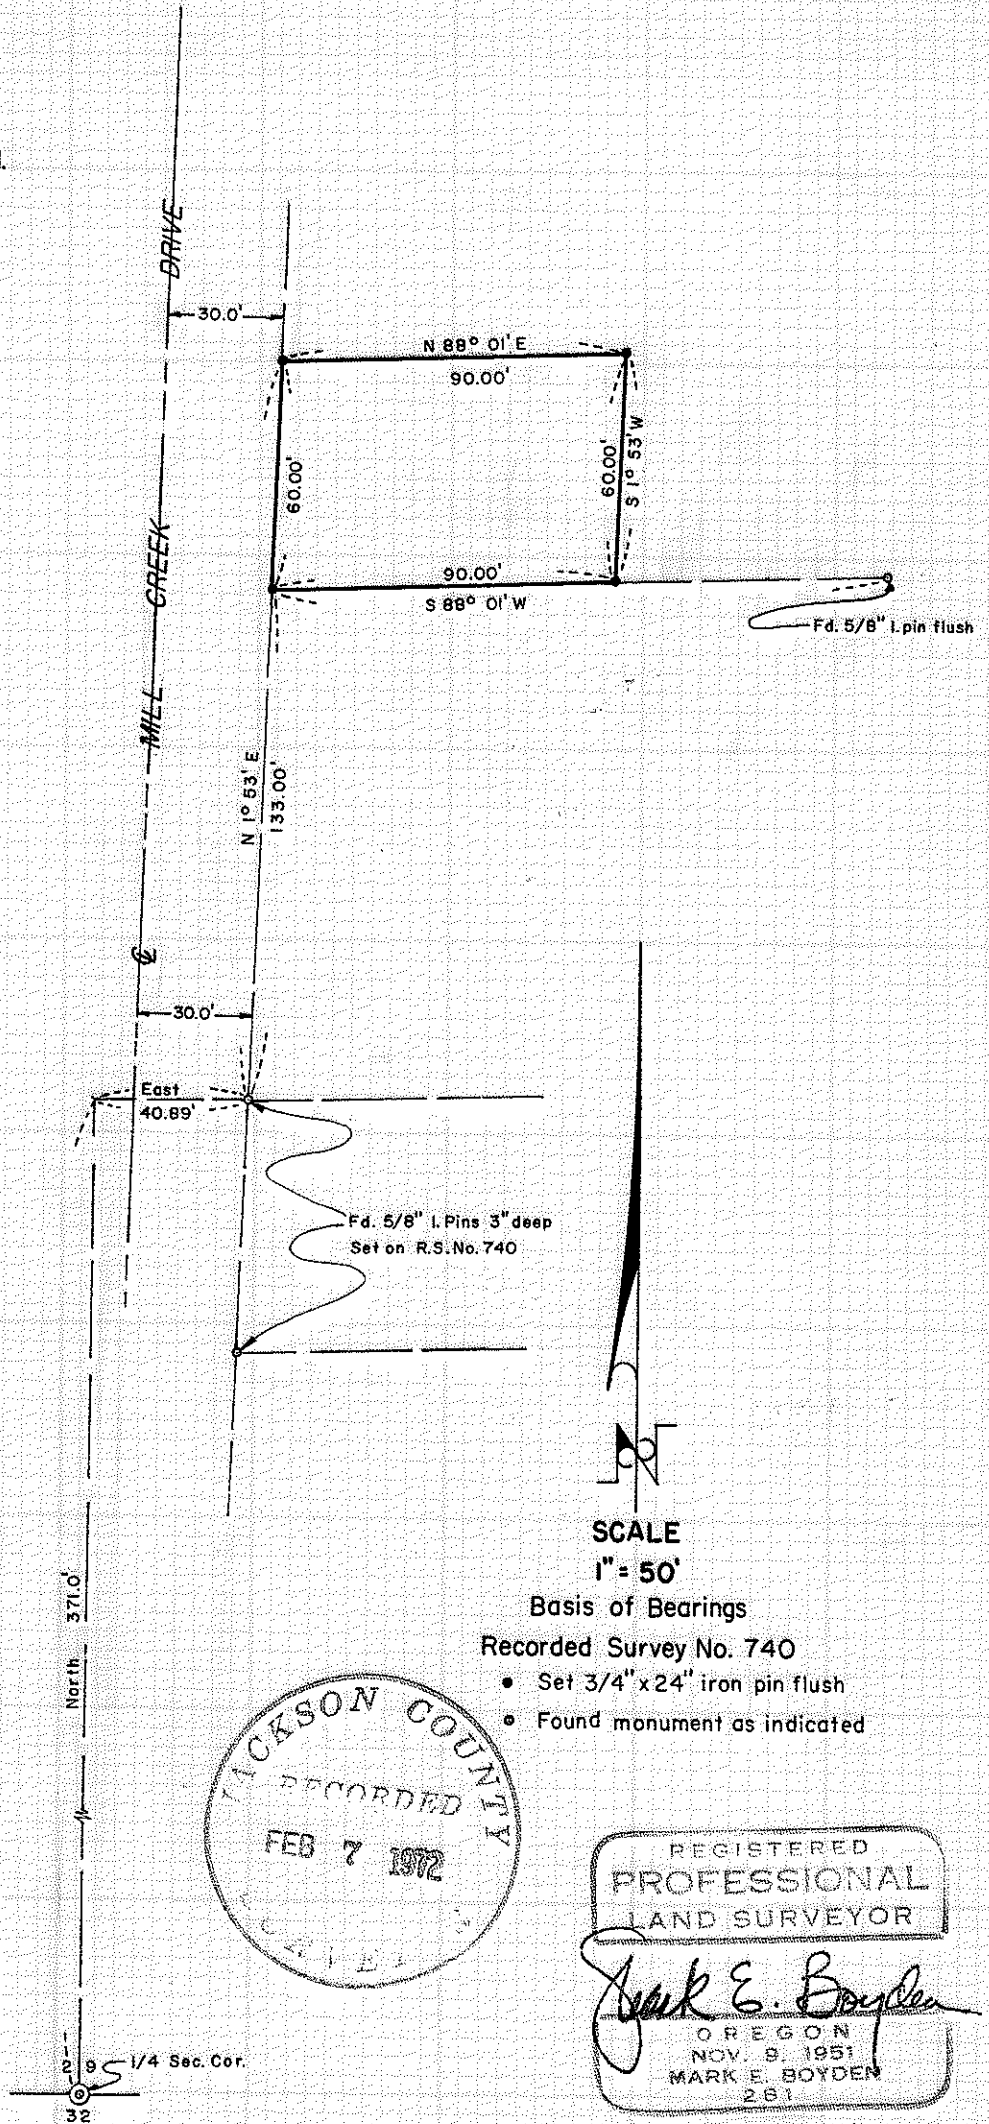 DRIVE
30.0'
N 88° 01' E
90.00'
60.00'
60.00'
S 1° 53' W
90.00'
S 88° 01' W
Fd. 5/8" I. pin flush
CREEK
MILL
N 1° 53' E
133.00'
℄
30.0'
East
40.89'
Fd. 5/8" I. Pins 3" deep
Set on R.S. No. 740
N
SCALE
1" = 50'
Basis of Bearings
Recorded Survey No. 740
Set 3/4" x 24" iron pin flush
Found monument as indicated
North 371.0'
JACKSON COUNTY
RECORDED
FEB 7 1972
REGISTERED
PROFESSIONAL
LAND SURVEYOR
Mark E. Boyden
OREGON
NOV. 9, 1951
MARK E. BOYDEN
261
29
1/4 Sec. Cor.
32